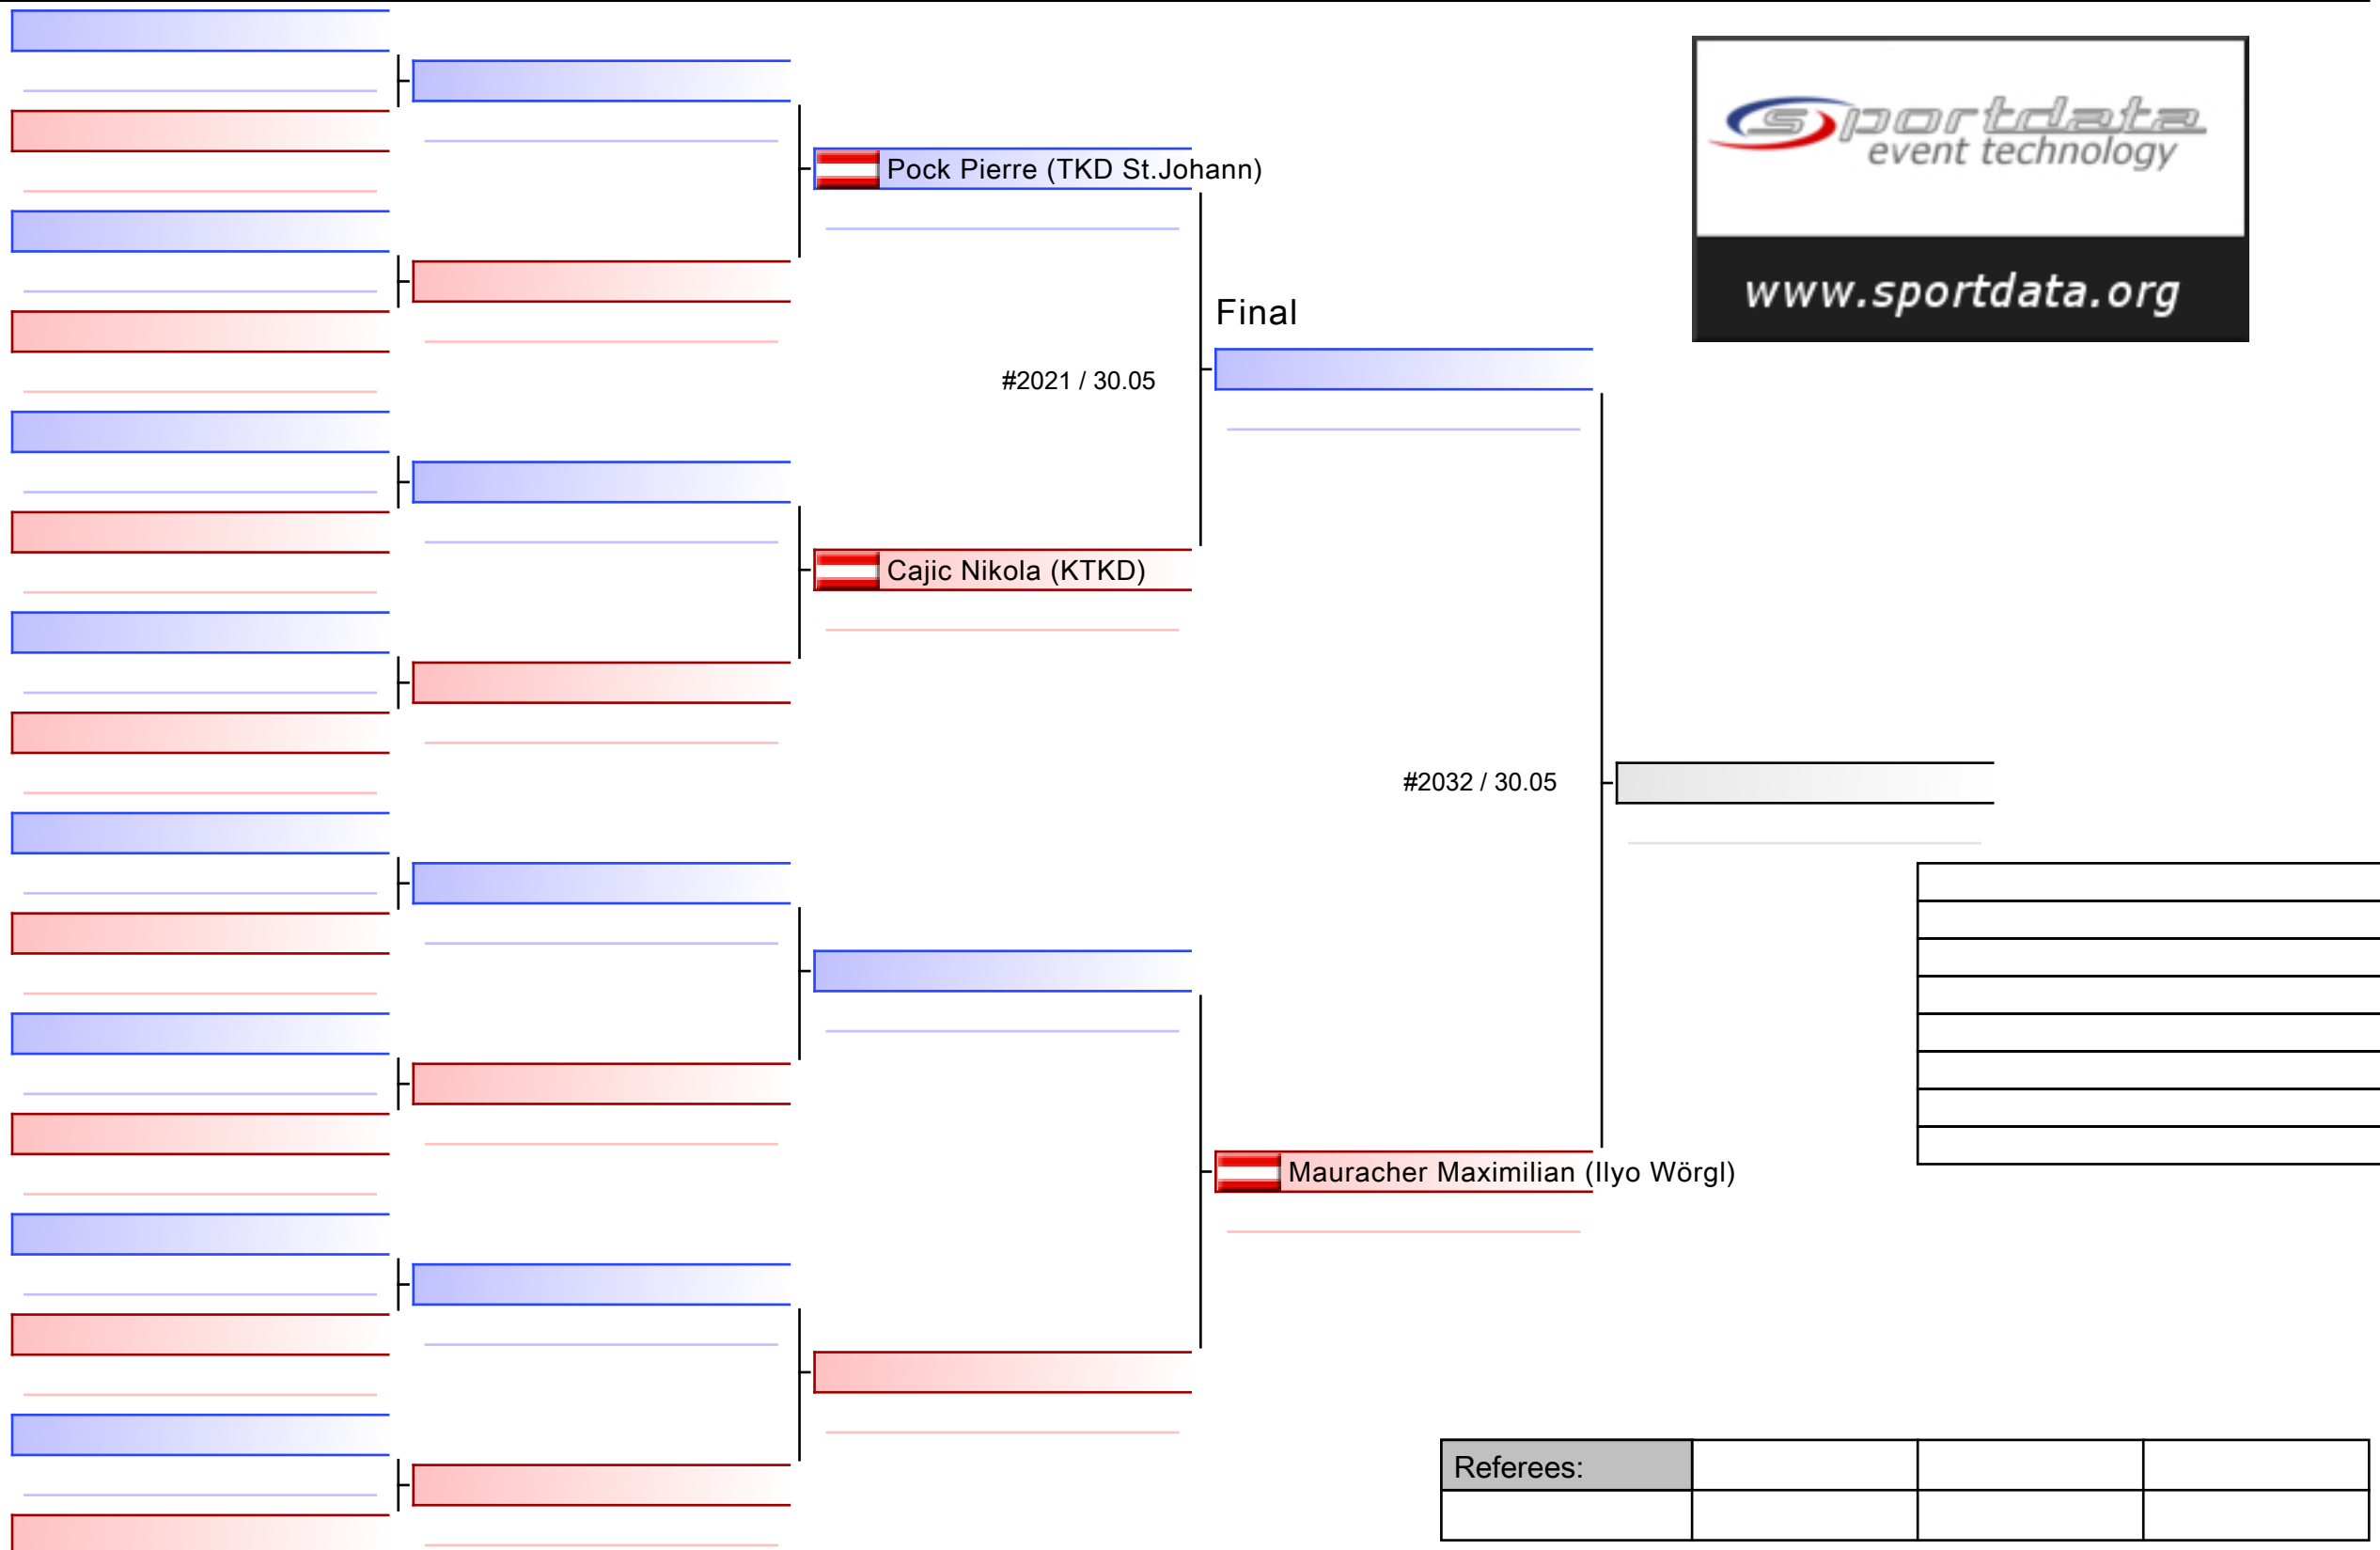 sportdata
event technology
www.sportdata.org
Pock Pierre (TKD St.Johann)
Final
#2021 / 30.05
Cajic Nikola (KTKD)
#2032 / 30.05
Mauracher Maximilian (Ilyo Wörgl)
Referees: